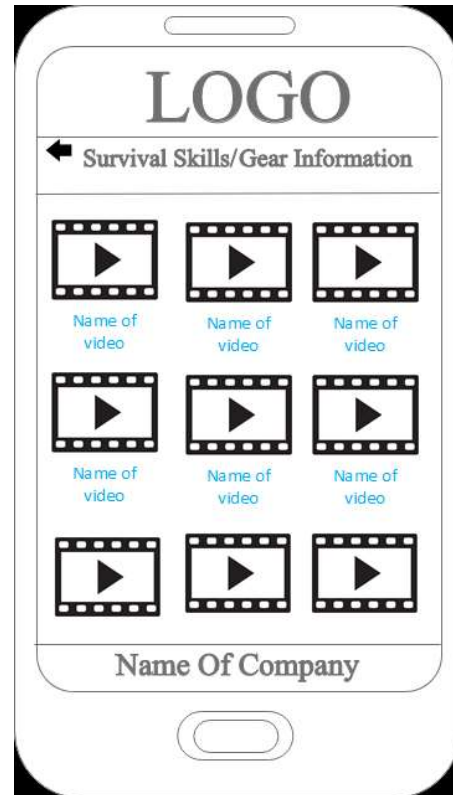 LOGO
Survival Skills/Gear Information
Name of
video
Name of
video
Name of
video
Name of
video
Name of
video
Name of
video
Name Of Company